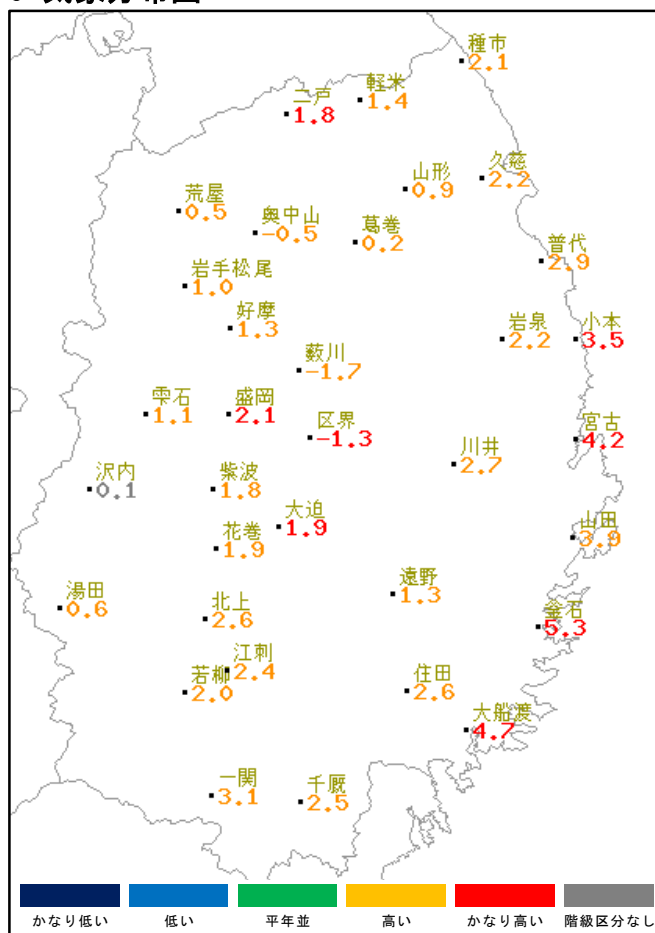 種市
2.1
軽米
1.4
二戸
1.8
久慈
2.2
山形
0.9
荒屋
0.5
奥中山
-0.5
葛巻
0.2
普代
2.9
岩手松尾
1.0
好摩
1.3
岩泉
2.2
小本
3.5
薮川
-1.7
雫石
1.1
盛岡
2.1
区界
-1.3
宮古
4.2
川井
2.7
沢内
0.1
紫波
1.8
大迫
1.9
花巻
1.9
山田
3.9
遠野
1.3
湯田
0.6
北上
2.6
釜石
5.3
江刺
2.4
若柳
2.0
住田
2.6
大船渡
4.7
一関
3.1
千厩
2.5
かなり低い 低い 平年並 高い かなり高い 階級区分なし